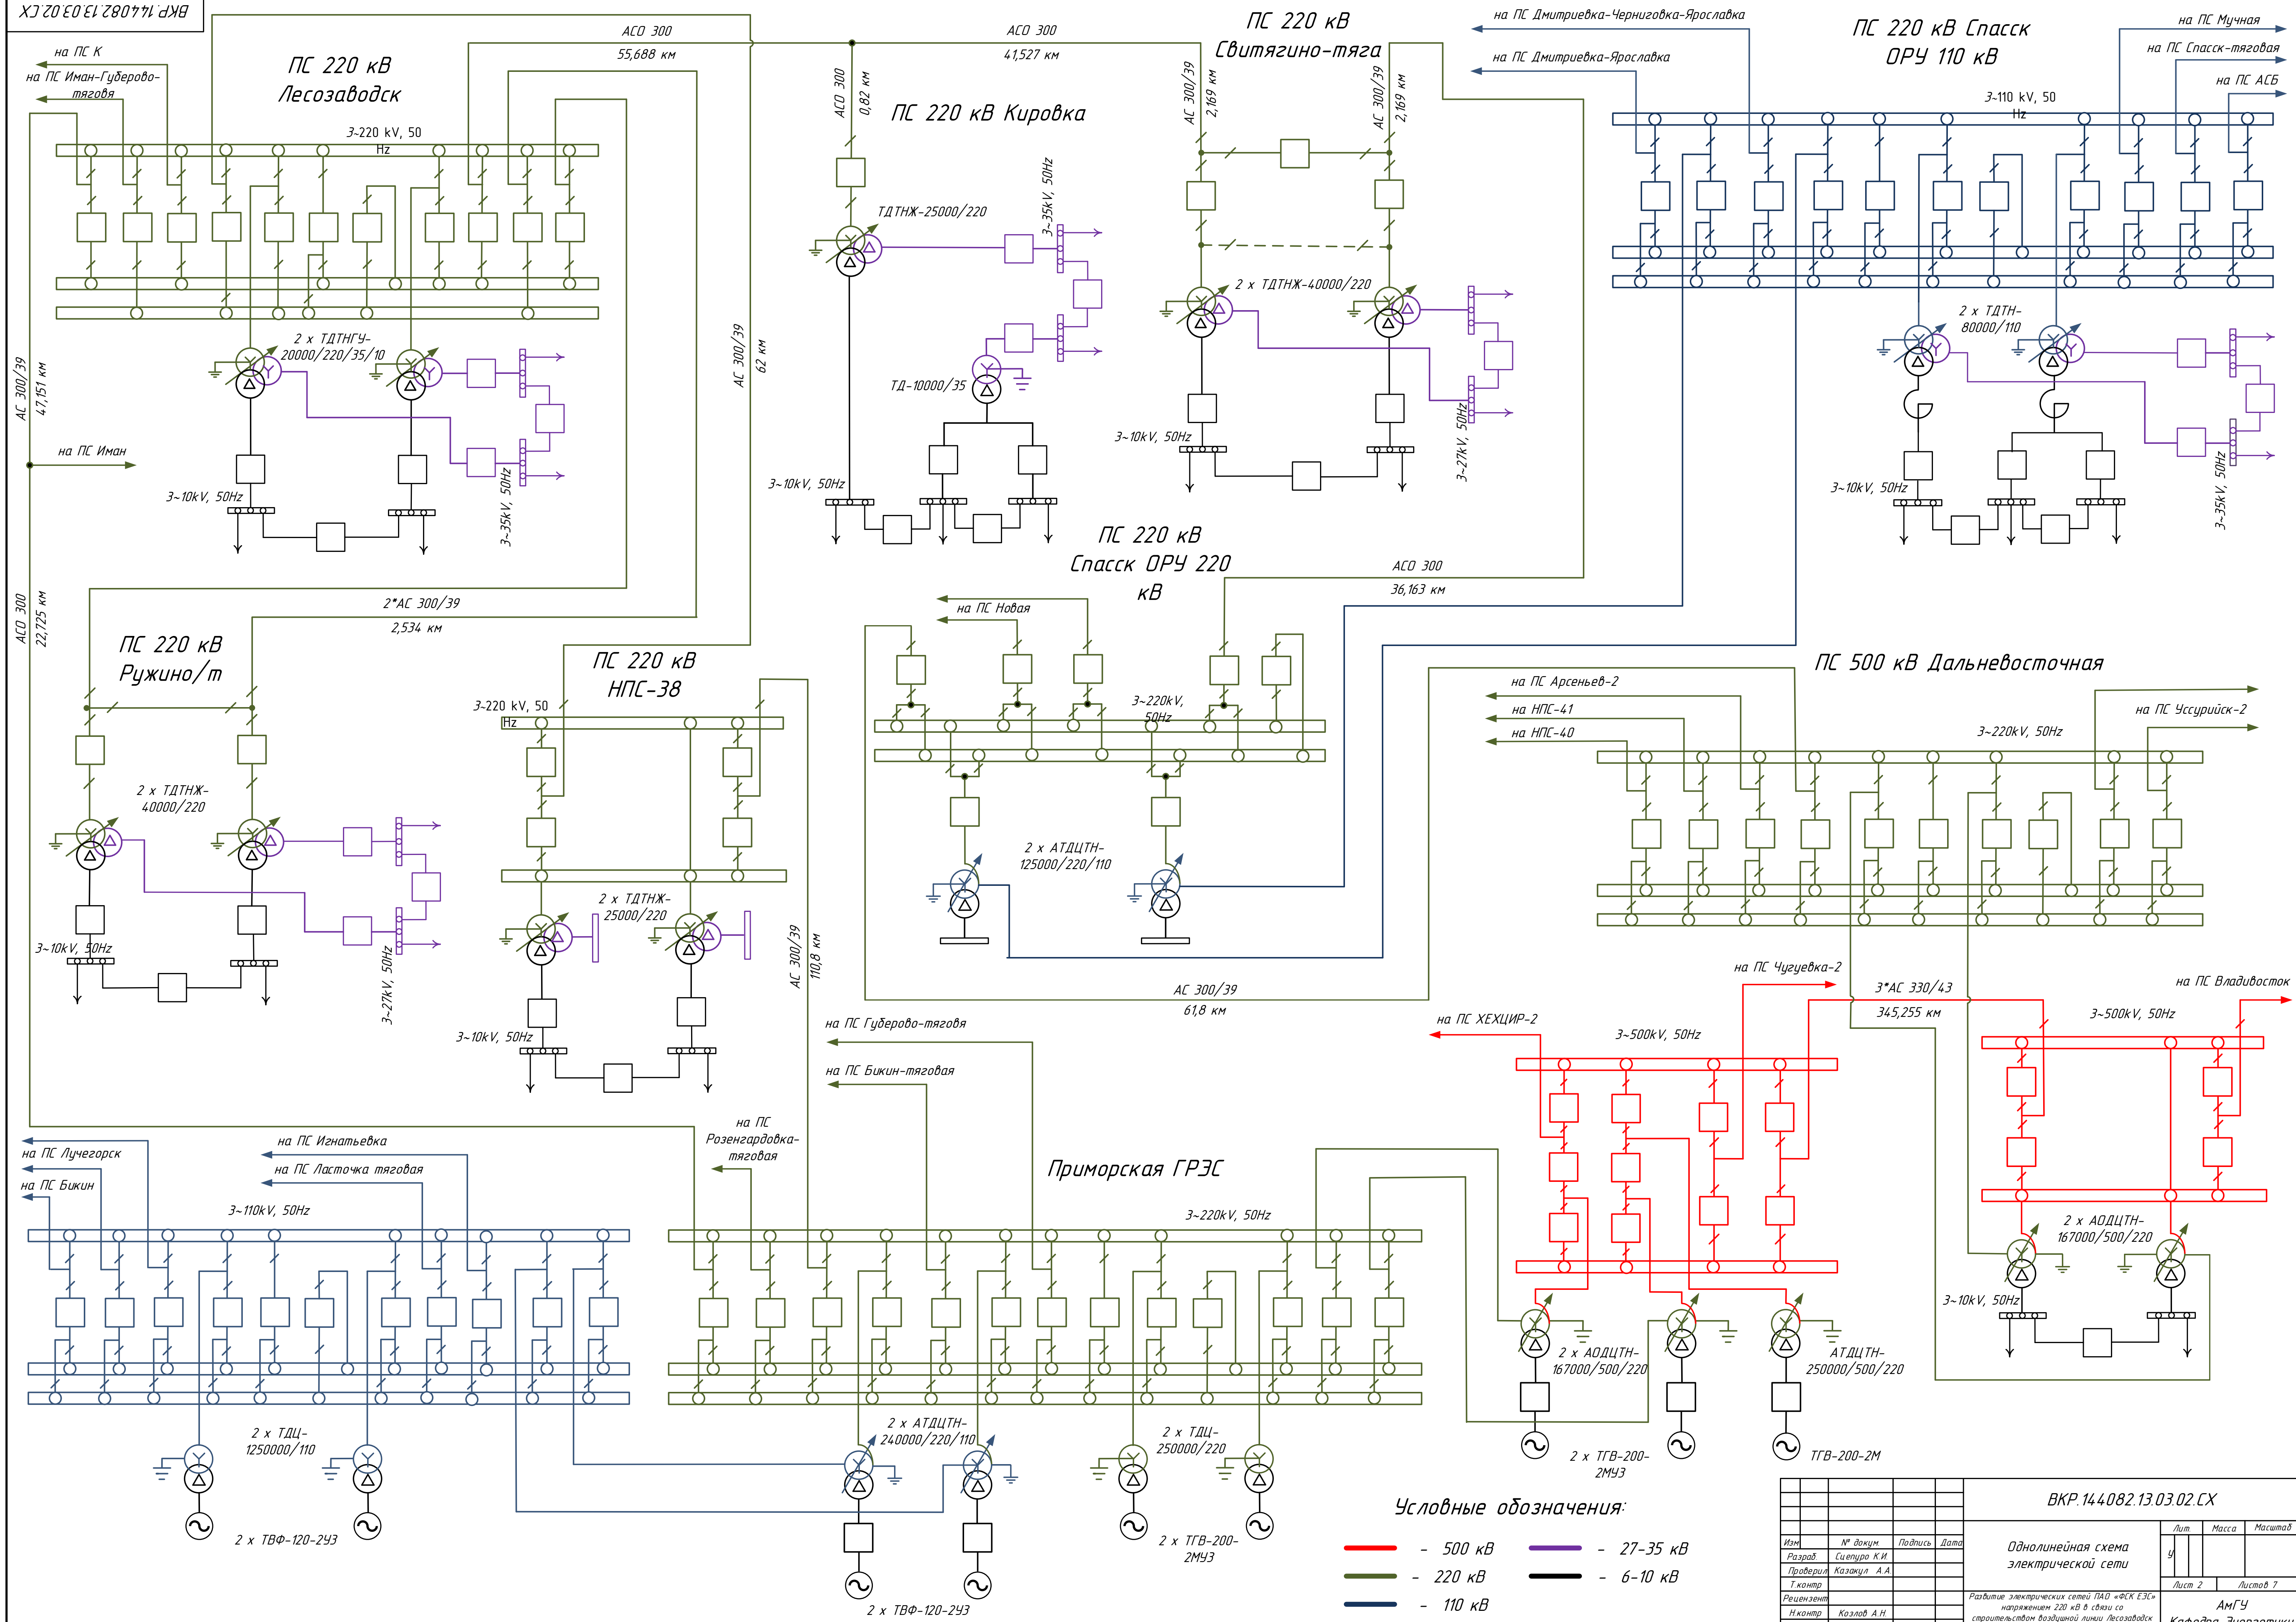 ВКР.144082.13.03.02.СХ
на ПС К
на ПС Иман-Губерово-
тяговя
ПС 220 кВ
Лесозаводск
3~220 kV, 50
Hz
2 x ТДТНГУ-
20000/220/35/10
3~10kV, 50Hz
3~35kV, 50Hz
АС 300/39
47,151 км
на ПС Иман
АСО 300
22,725 км
АСО 300
55,688 км
АСО 300
41,527 км
АСО 300
0,82 км
АС 300/39
62 км
ПС 220 кВ Кировка
ТДТНЖ-25000/220
3~35kV, 50Hz
ТД-10000/35
3~10kV, 50Hz
ПС 220 кВ
Свитягино-тяга
АС 300/39
2,169 км
АС 300/39
2,169 км
2 x ТДТНЖ-40000/220
3~10kV, 50Hz
3~27kV, 50Hz
на ПС Дмитриевка-Черниговка-Ярославка
на ПС Дмитриевка-Ярославка
ПС 220 кВ Спасск
ОРУ 110 кВ
на ПС Мучная
на ПС Спасск-тяговая
на ПС АСБ
3~110 kV, 50
Hz
2 x ТДТН-
80000/110
3~10kV, 50Hz
3~35kV, 50Hz
ПС 220 кВ
Ружино/т
2*АС 300/39
2,534 км
2 x ТДТНЖ-
40000/220
3~10kV, 50Hz
3~27kV, 50Hz
ПС 220 кВ
НПС-38
3~220 kV, 50
Hz
2 x ТДТНЖ-
25000/220
3~10kV, 50Hz
АС 300/39
110,8 км
ПС 220 кВ
Спасск ОРУ 220
кВ
на ПС Новая
АСО 300
36,163 км
3~220kV,
50Hz
2 x АТДЦТН-
125000/220/110
АС 300/39
61,8 км
ПС 500 кВ Дальневосточная
на ПС Арсеньев-2
на НПС-41
на НПС-40
на ПС Уссурийск-2
3~220kV, 50Hz
на ПС Чугуевка-2
на ПС ХЕХЦИР-2
3~500kV, 50Hz
3*АС 330/43
345,255 км
на ПС Владивосток
3~500kV, 50Hz
2 x АОДЦТН-
167000/500/220
3~10kV, 50Hz
на ПС Губерово-тяговя
на ПС Бикин-тяговая
на ПС
Розенгардовка-
тяговая
Приморская ГРЭС
на ПС Лучегорск
на ПС Бикин
на ПС Игнатьевка
на ПС Ласточка тяговая
3~110kV, 50Hz
3~220kV, 50Hz
2 x ТДЦ-
1250000/110
2 x ТВФ-120-2УЗ
2 x АТДЦТН-
240000/220/110
2 x ТВФ-120-2УЗ
2 x ТДЦ-
250000/220
2 x ТГВ-200-
2МУЗ
2 x АОДЦТН-
167000/500/220
АТДЦТН-
250000/500/220
2 x ТГВ-200-
2МУЗ
ТГВ-200-2М
Условные обозначения:
- 500 кВ
- 220 кВ
- 110 кВ
- 27-35 кВ
- 6-10 кВ
ВКР.144082.13.03.02.СХ
Изм
№ докум
Подпись
Дата
Разраб.
Сцепуро К.И.
Проверил
Казакул А.А.
Т.контр
Рецензент
Н.контр
Козлов А.Н.
Однолинейная схема
электрической сети
Лит.
Масса
Масштаб
у
Лист 2
Листов 7
Развитие электрических сетей ПАО «ФСК ЕЭС»
напряжением 220 кВ в связи со
строительством воздушной линии Лесозаводск
АмГУ
Кафедра Энергетики